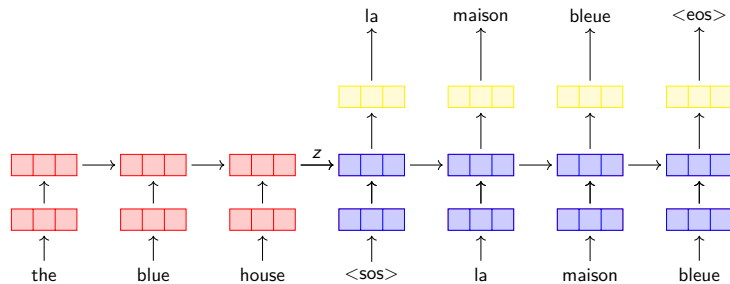 la maison bleue <eos>
z
the blue house <sos> la maison bleue